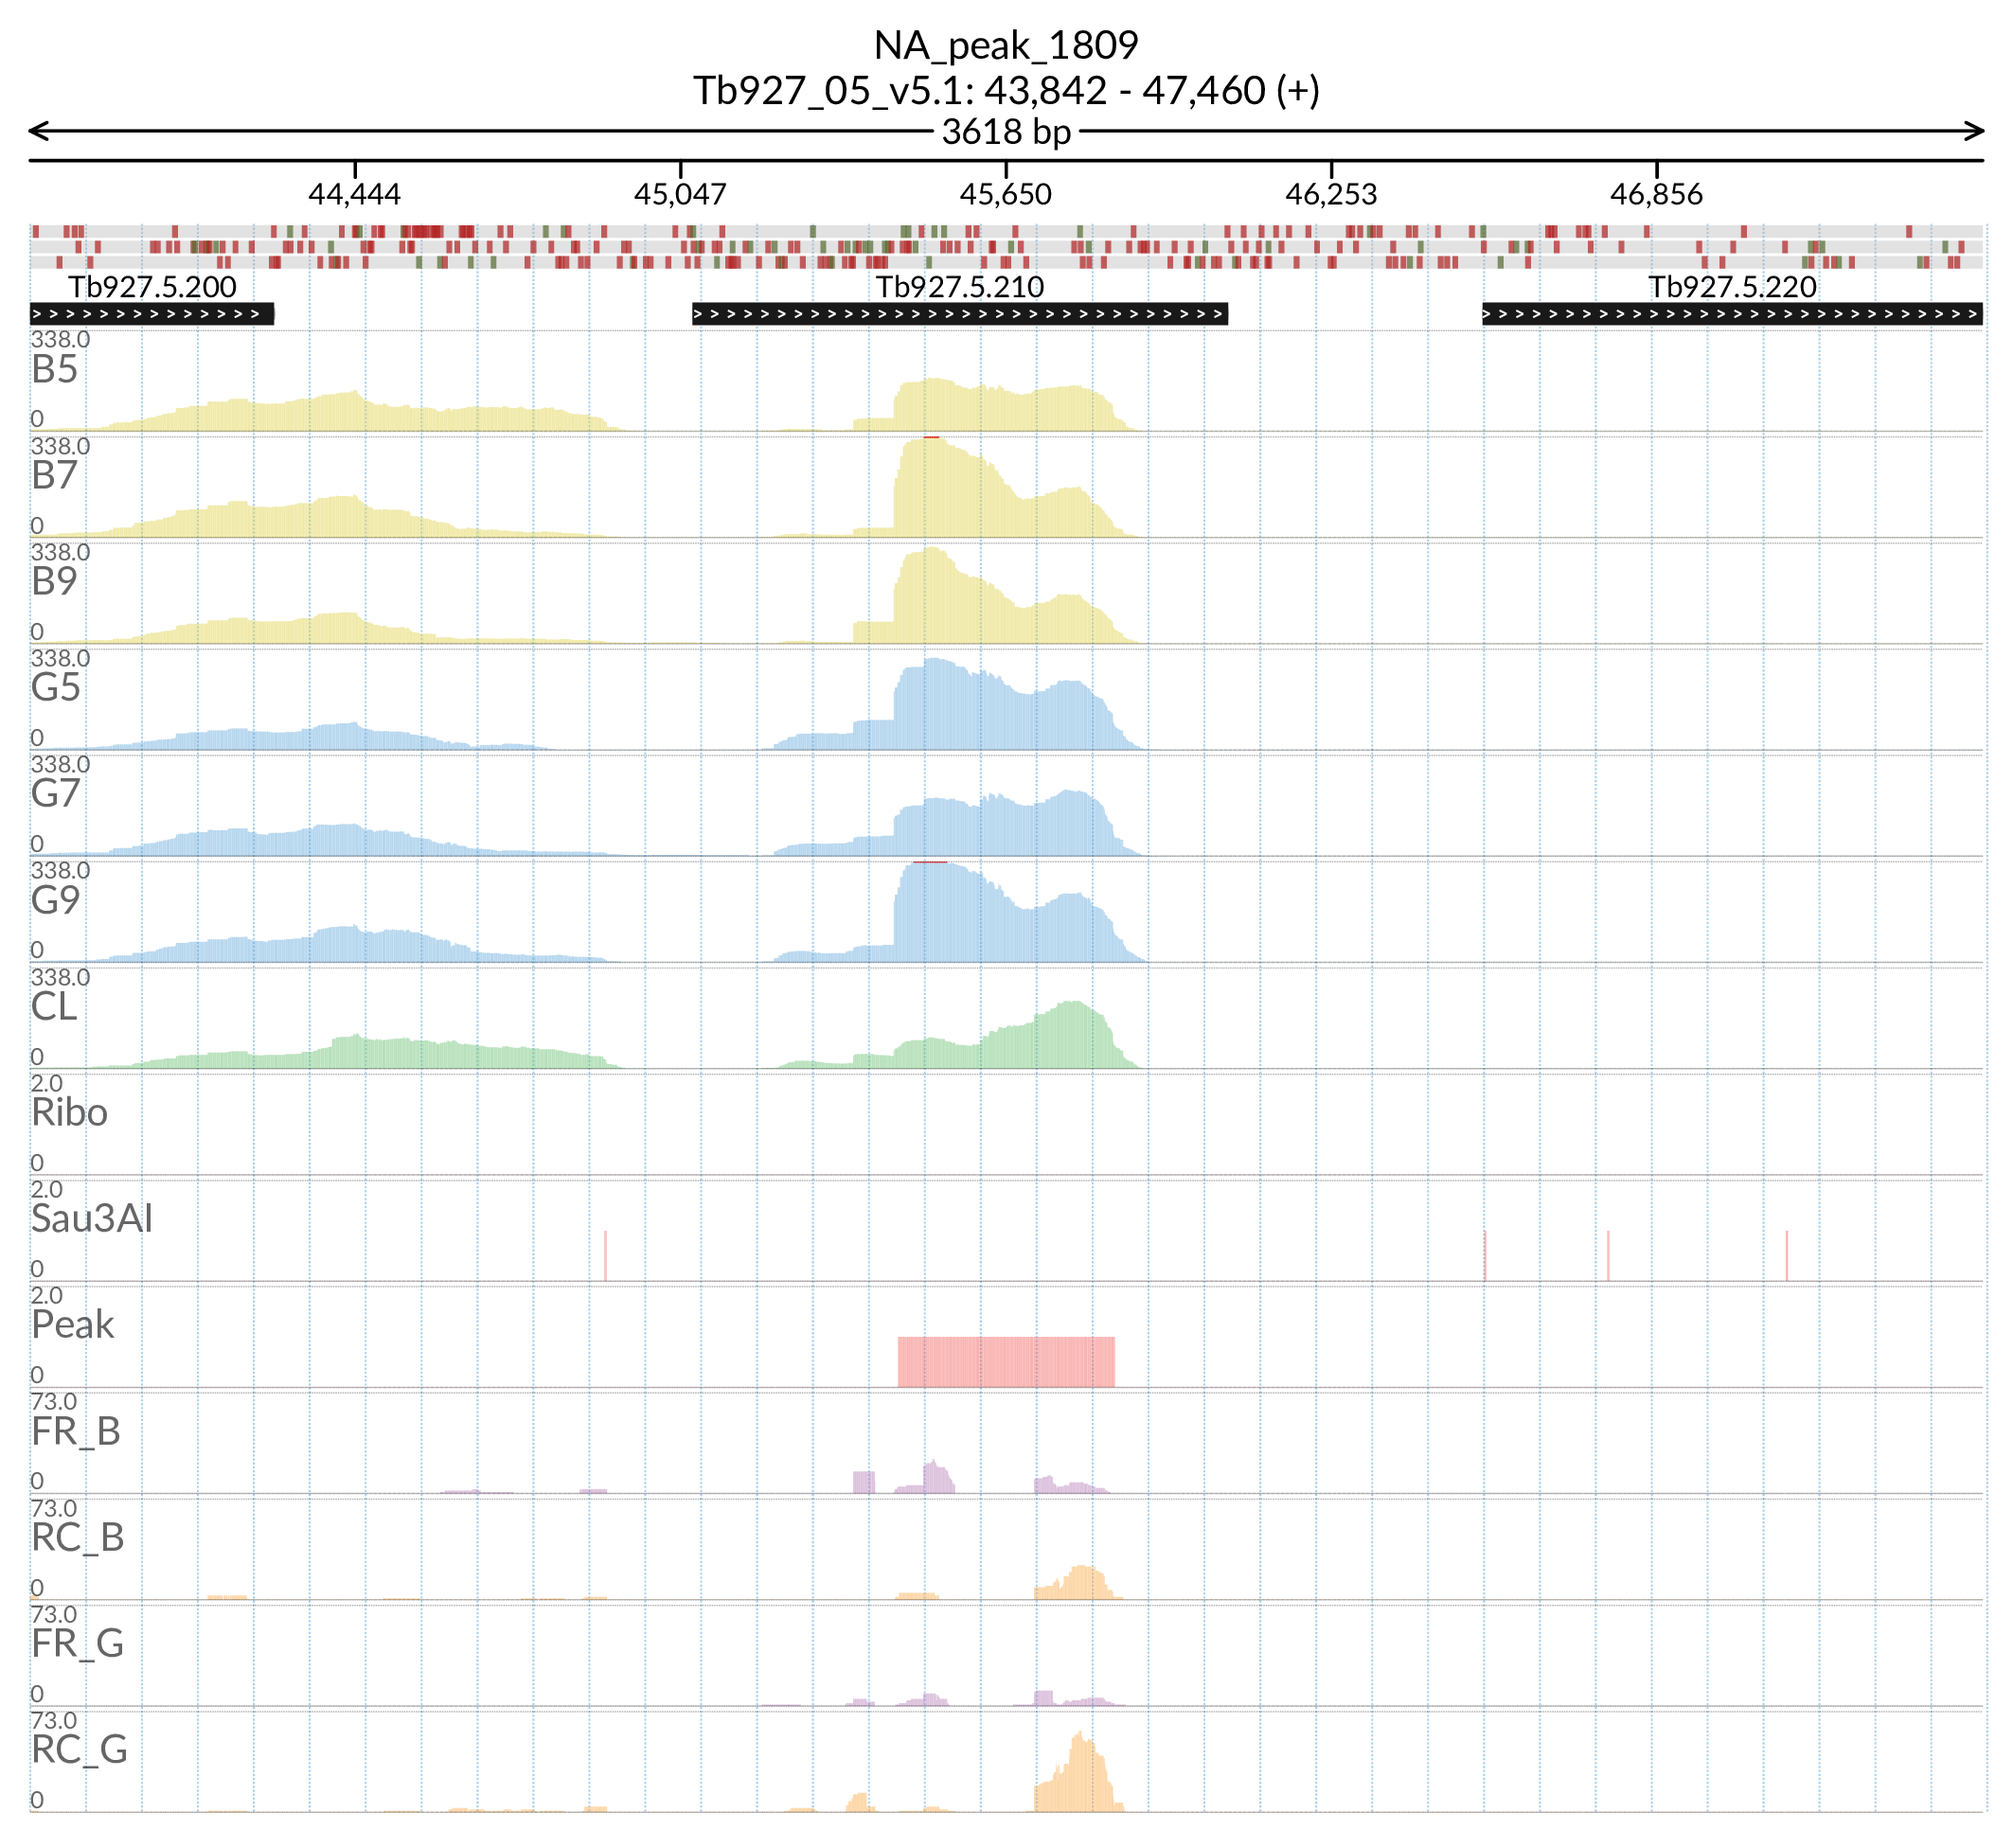 NA_peak_1809
Tb927_05_v5.1: 43,842 - 47,460 (+)
3618 bp
44,444 45,047 45,650 46,253 46,856
Tb927.5.200 Tb927.5.210 Tb927.5.220
338.0
B5
0
338.0
B7
0
338.0
B9
0
338.0
G5
0
338.0
G7
0
338.0
G9
0
338.0
CL
0
2.0
Ribo
0
2.0
Sau3AI
0
2.0
Peak
0
73.0
FR_B
0
73.0
RC_B
0
73.0
FR_G
0
73.0
RC_G
0